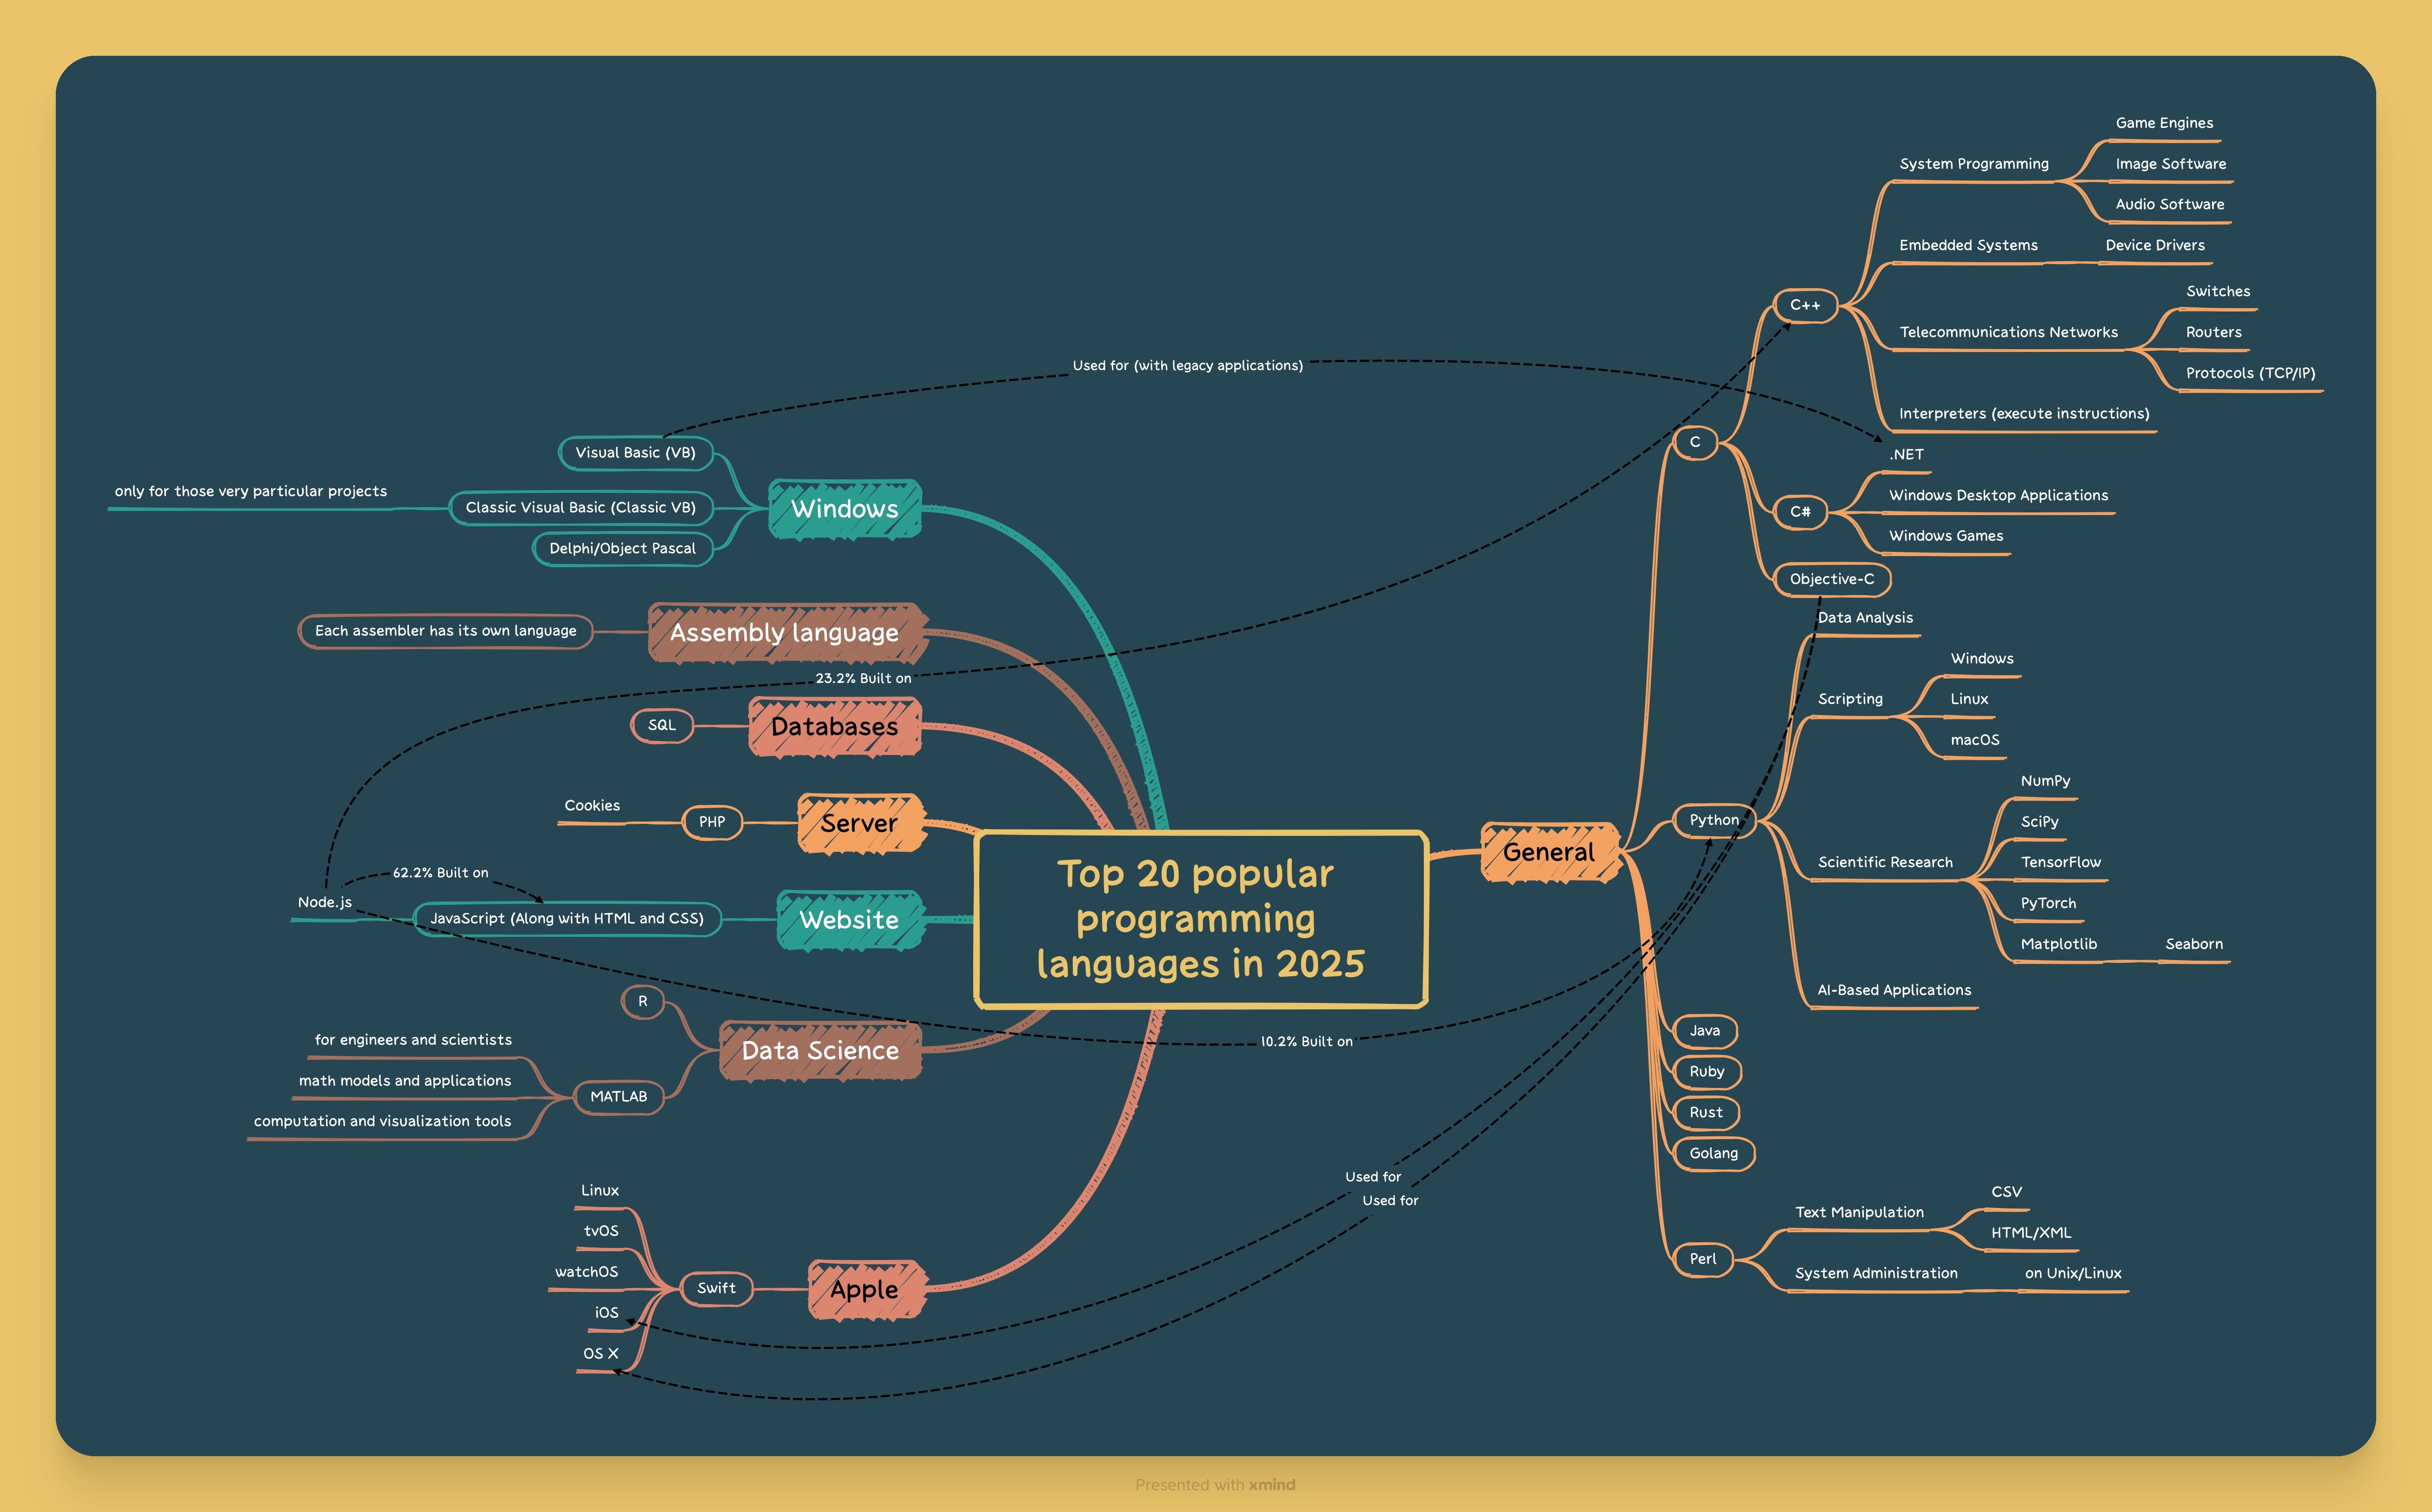 Top 20 popular
programming
languages in 2025
Windows
Visual Basic (VB)
Classic Visual Basic (Classic VB)
only for those very particular projects
Delphi/Object Pascal
Assembly language
Each assembler has its own language
Databases
SQL
Server
PHP
Cookies
Website
JavaScript (Along with HTML and CSS)
Node.js
Data Science
R
MATLAB
for engineers and scientists
math models and applications
computation and visualization tools
Apple
Swift
Linux
tvOS
watchOS
iOS
OS X
General
C
C++
System Programming
Game Engines
Image Software
Audio Software
Embedded Systems
Device Drivers
Telecommunications Networks
Switches
Routers
Protocols (TCP/IP)
Interpreters (execute instructions)
C#
.NET
Windows Desktop Applications
Windows Games
Objective-C
Python
Data Analysis
Scripting
Windows
Linux
macOS
Scientific Research
NumPy
SciPy
TensorFlow
PyTorch
Matplotlib
Seaborn
AI-Based Applications
Java
Ruby
Rust
Golang
Perl
Text Manipulation
CSV
HTML/XML
System Administration
on Unix/Linux
Used for (with legacy applications)
23.2% Built on
62.2% Built on
10.2% Built on
Used for
Used for
Presented with xmind